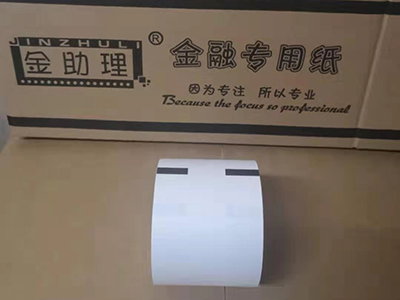 JINZHULI
金助理
®
金融专用纸
因为专注 所以专业
Because the focus so professional